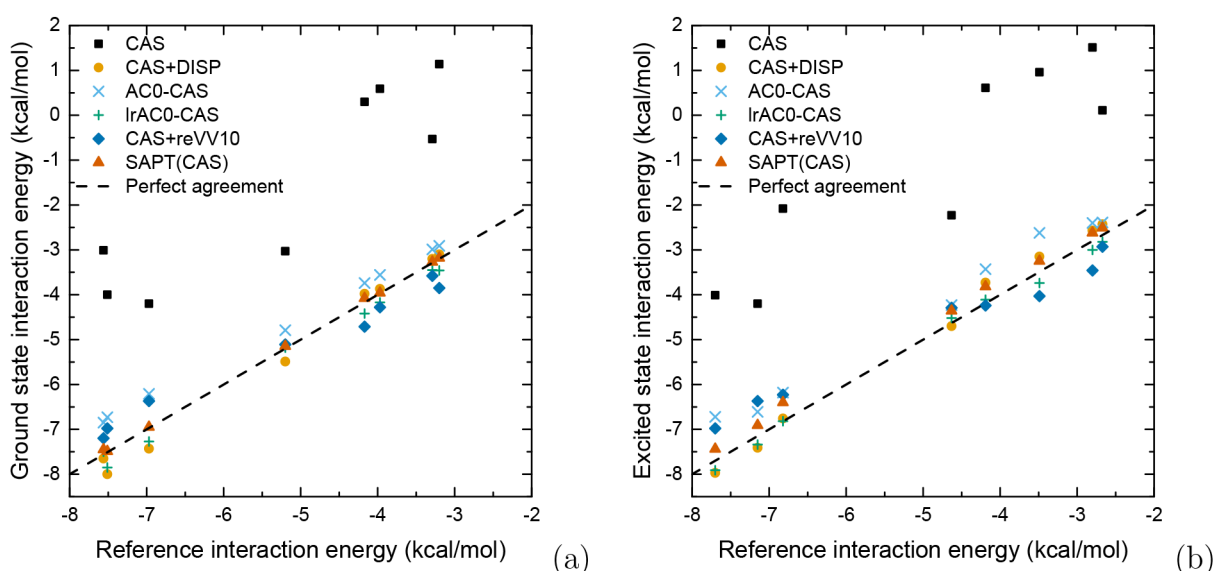 2
1
0
-1
-2
-3
-4
-5
-6
-7
-8
Ground state interaction energy (kcal/mol)
CAS
CAS+DISP
AC0-CAS
lrAC0-CAS
CAS+reVV10
SAPT(CAS)
Perfect agreement
-8 -7 -6 -5 -4 -3 -2
Reference interaction energy (kcal/mol)
(a)
2
1
0
-1
-2
-3
-4
-5
-6
-7
-8
Excited state interaction energy (kcal/mol)
CAS
CAS+DISP
AC0-CAS
lrAC0-CAS
CAS+reVV10
SAPT(CAS)
Perfect agreement
-8 -7 -6 -5 -4 -3 -2
Reference interaction energy (kcal/mol)
(b)